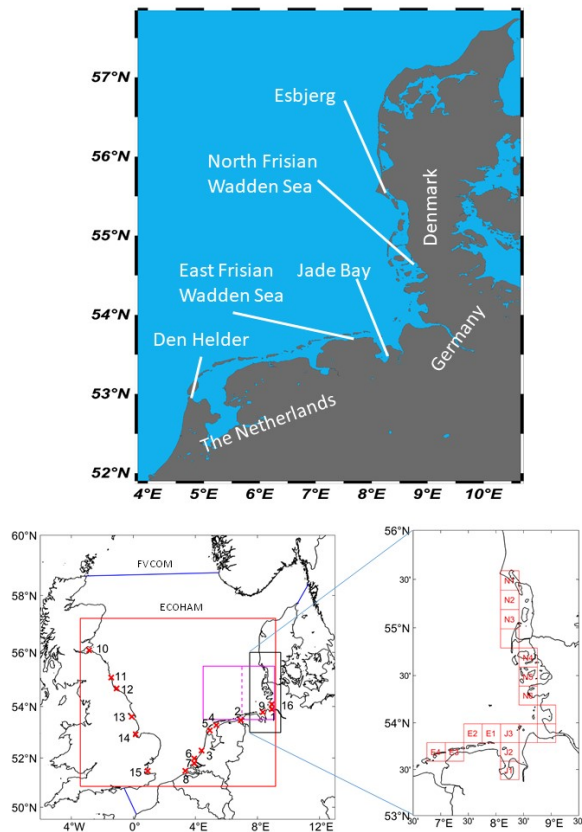 57°N
Esbjerg
56°N
North Frisian
Wadden Sea
Denmark
55°N
East Frisian
Wadden Sea
Jade Bay
54°N
Den Helder
Germany
53°N
The Netherlands
52°N
4°E 5°E 6°E 7°E 8°E 9°E 10°E
60°N
FVCOM
58°N
ECOHAM
56°N
10
11
12
54°N
13
14
4
5
2
9
16
3
52°N
15
8
50°N
4°W 0°E 4°E 8°E 12°E
56°N
N1
30'
N2
N3
55°N
N4
30'
54°N
E2 E1 J3
J2
30'
53°N
30' 7°E 30' 8°E 30' 9°E 30'